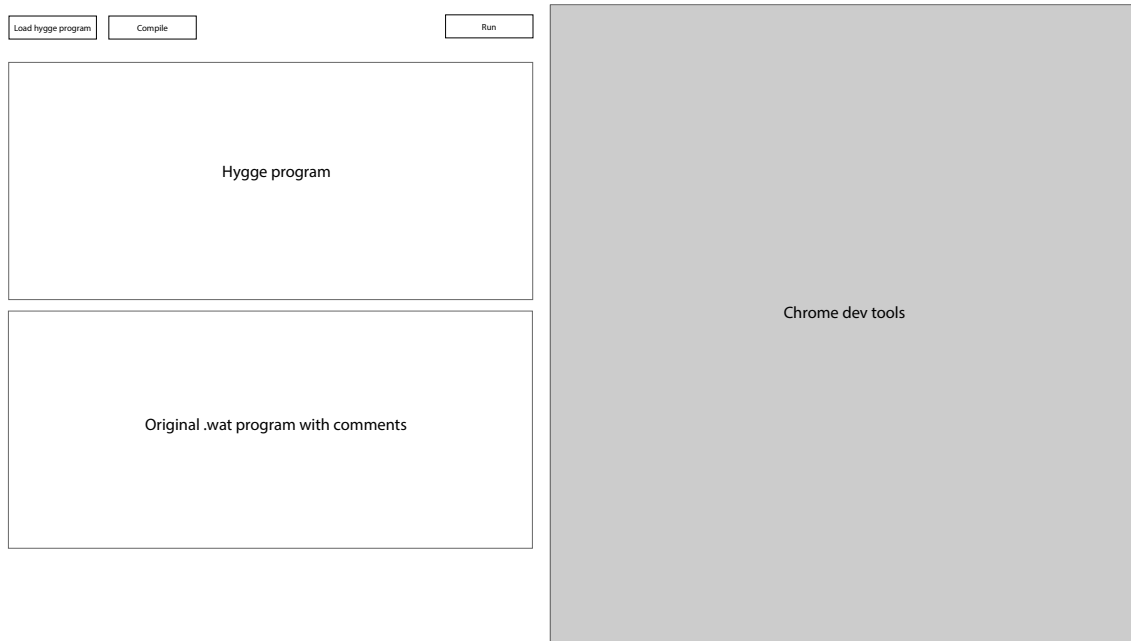 Load hygge program
Compile
Run
Hygge program
Original .wat program with comments
Chrome dev tools